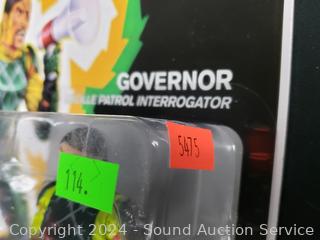 GOVERNOR
PATROL INTERROGATOR
5475
114.
Copyright 2024 - Sound Auction Service